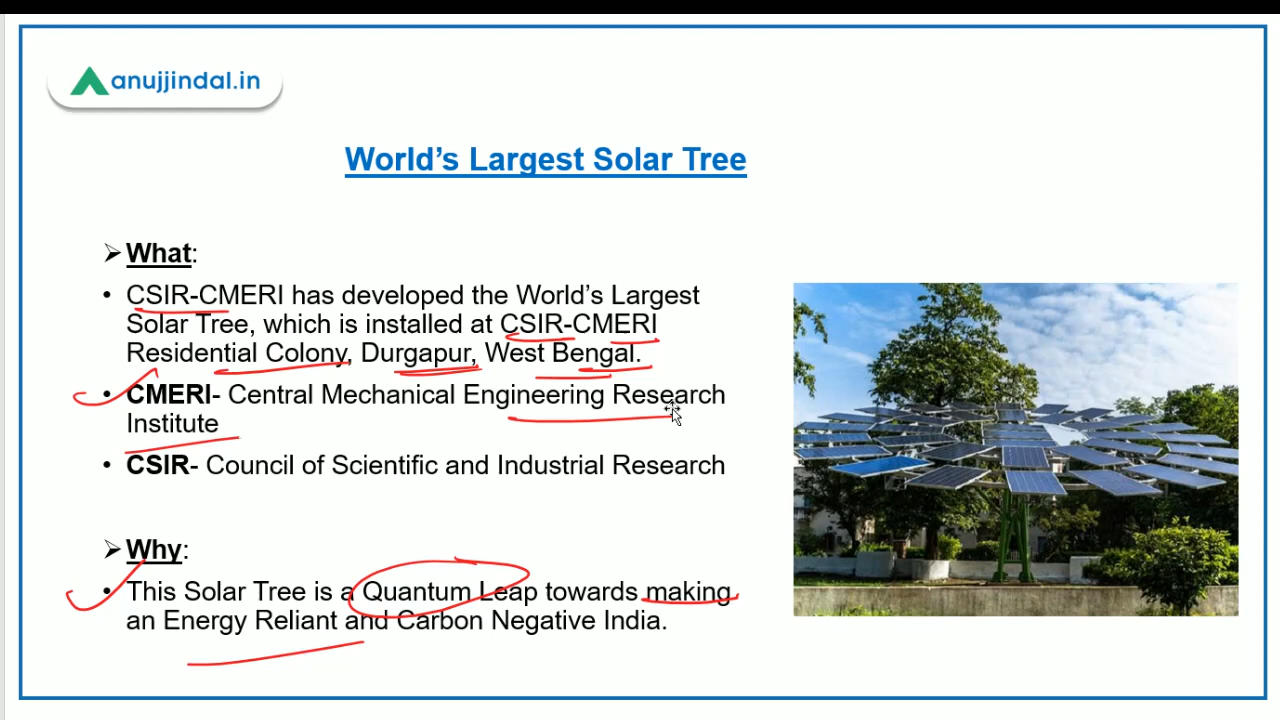 anujjindal.in
World’s Largest Solar Tree
➢ What:
• CSIR-CMERI has developed the World’s Largest
Solar Tree, which is installed at CSIR-CMERI
Residential Colony, Durgapur, West Bengal.
• CMERI- Central Mechanical Engineering Research
Institute
• CSIR- Council of Scientific and Industrial Research
➢ Why:
• This Solar Tree is a Quantum Leap towards making
an Energy Reliant and Carbon Negative India.